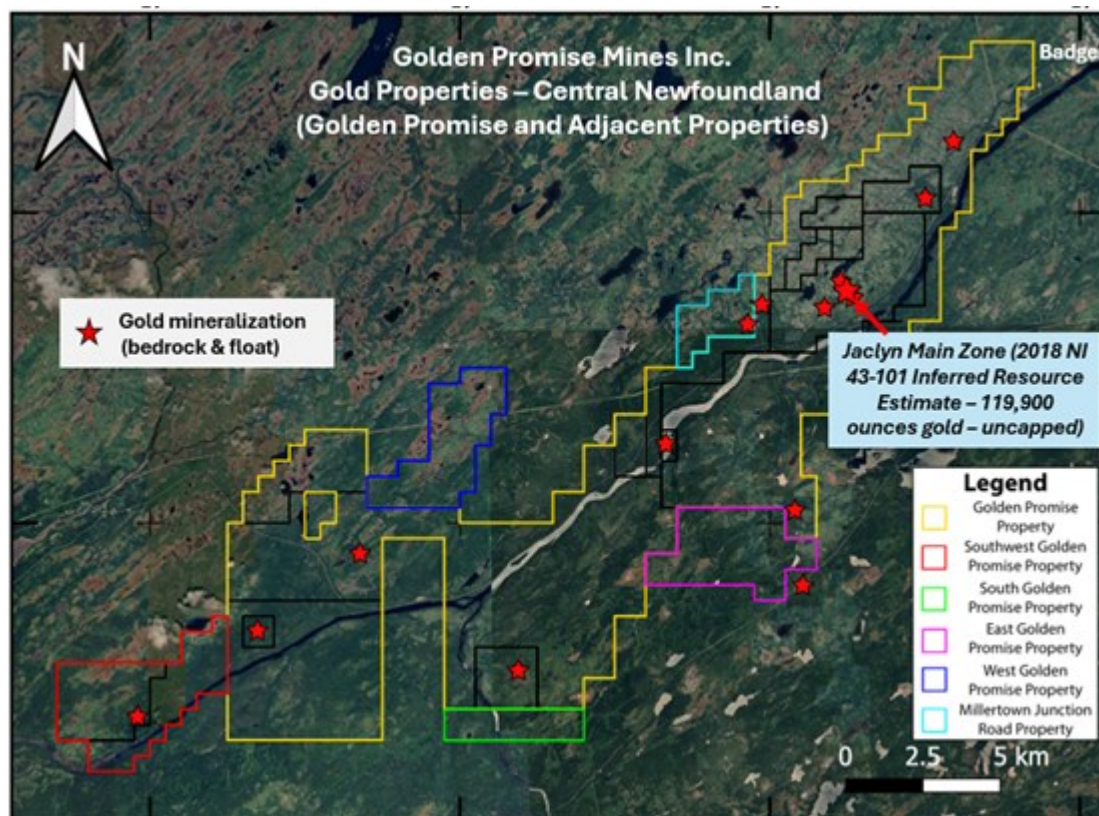 Golden Promise Mines Inc.
Gold Properties – Central Newfoundland
(Golden Promise and Adjacent Properties)
N
Badge
Gold mineralization
(bedrock & float)
Jaclyn Main Zone (2018 NI
43-101 Inferred Resource
Estimate – 119,900
ounces gold – uncapped)
Legend
Golden Promise
Property
Southwest Golden
Promise Property
South Golden
Promise Property
East Golden
Promise Property
West Golden
Promise Property
Millertown Junction
Road Property
0 2.5 5 km